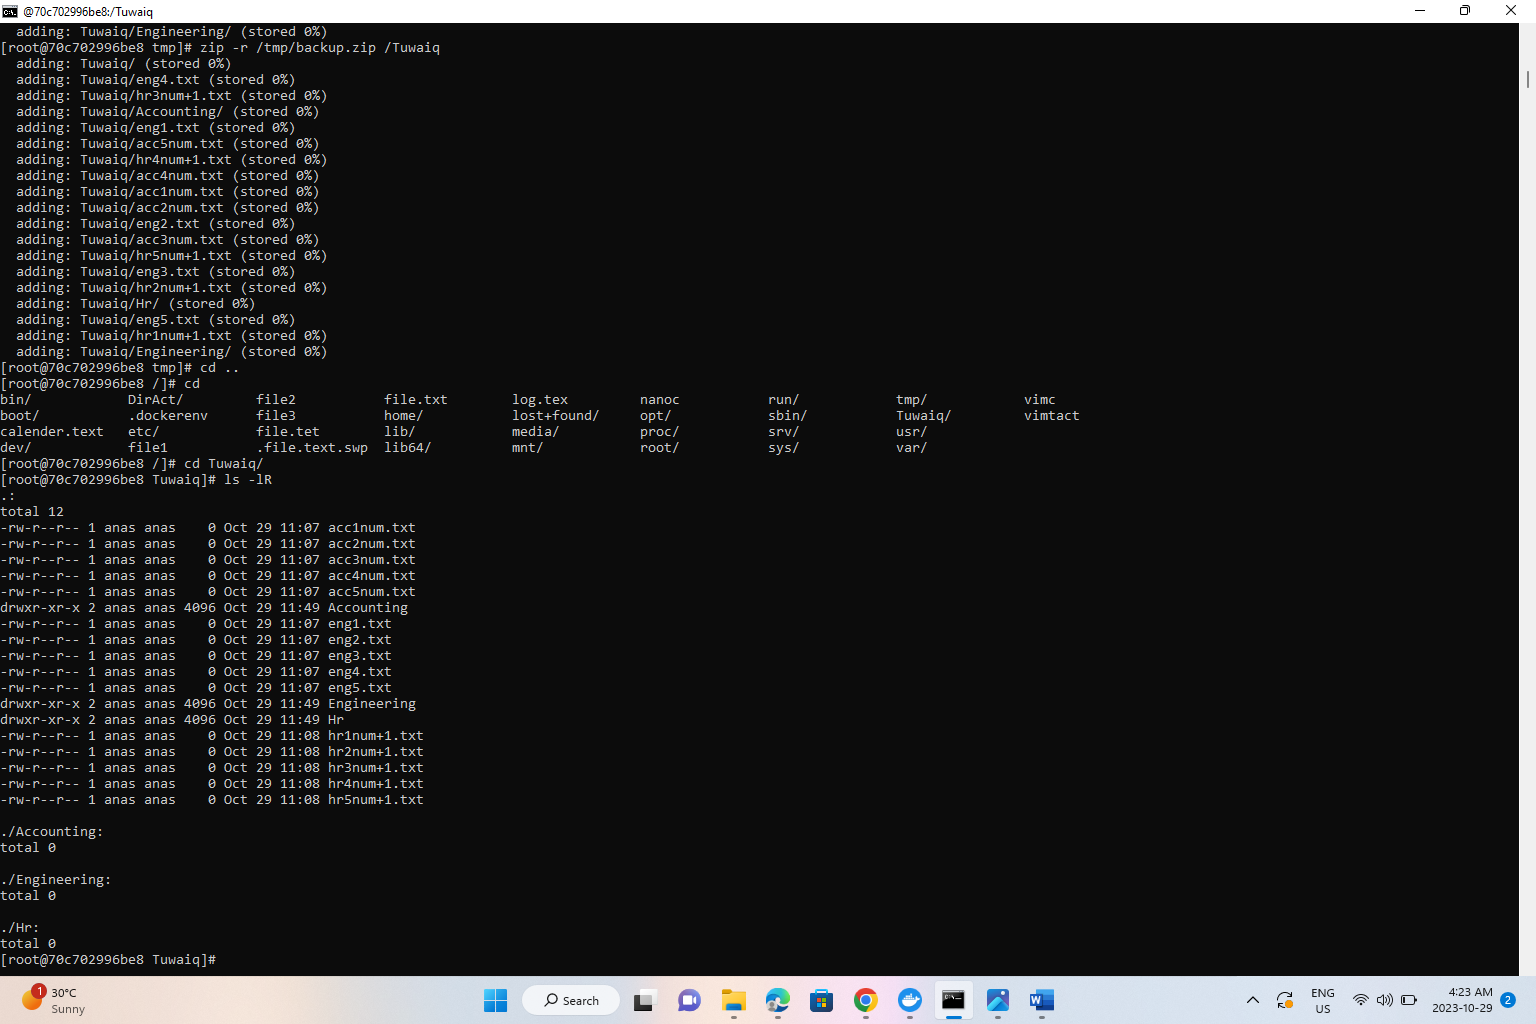 @70c702996be8:/Tuwaiq
  adding: Tuwaiq/Engineering/ (stored 0%)
[root@70c702996be8 tmp]# zip -r /tmp/backup.zip /Tuwaiq
  adding: Tuwaiq/ (stored 0%)
  adding: Tuwaiq/eng4.txt (stored 0%)
  adding: Tuwaiq/hr3num+1.txt (stored 0%)
  adding: Tuwaiq/Accounting/ (stored 0%)
  adding: Tuwaiq/eng1.txt (stored 0%)
  adding: Tuwaiq/acc5num.txt (stored 0%)
  adding: Tuwaiq/hr4num+1.txt (stored 0%)
  adding: Tuwaiq/acc4num.txt (stored 0%)
  adding: Tuwaiq/acc1num.txt (stored 0%)
  adding: Tuwaiq/acc2num.txt (stored 0%)
  adding: Tuwaiq/eng2.txt (stored 0%)
  adding: Tuwaiq/acc3num.txt (stored 0%)
  adding: Tuwaiq/hr5num+1.txt (stored 0%)
  adding: Tuwaiq/eng3.txt (stored 0%)
  adding: Tuwaiq/hr2num+1.txt (stored 0%)
  adding: Tuwaiq/Hr/ (stored 0%)
  adding: Tuwaiq/eng5.txt (stored 0%)
  adding: Tuwaiq/hr1num+1.txt (stored 0%)
  adding: Tuwaiq/Engineering/ (stored 0%)
[root@70c702996be8 tmp]# cd ..
[root@70c702996be8 /]# cd
bin/            DirAct/         file2           file.txt        log.tex         nanoc           run/            tmp/            vimc
boot/           .dockerenv      file3           home/           lost+found/     opt/            sbin/           Tuwaiq/         vimtact
calender.text   etc/            file.tet        lib/            media/          proc/           srv/            usr/
dev/            file1           .file.text.swp  lib64/          mnt/            root/           sys/            var/
[root@70c702996be8 /]# cd Tuwaiq/
[root@70c702996be8 Tuwaiq]# ls -lR
.:
total 12
-rw-r--r-- 1 anas anas    0 Oct 29 11:07 acc1num.txt
-rw-r--r-- 1 anas anas    0 Oct 29 11:07 acc2num.txt
-rw-r--r-- 1 anas anas    0 Oct 29 11:07 acc3num.txt
-rw-r--r-- 1 anas anas    0 Oct 29 11:07 acc4num.txt
-rw-r--r-- 1 anas anas    0 Oct 29 11:07 acc5num.txt
drwxr-xr-x 2 anas anas 4096 Oct 29 11:49 Accounting
-rw-r--r-- 1 anas anas    0 Oct 29 11:07 eng1.txt
-rw-r--r-- 1 anas anas    0 Oct 29 11:07 eng2.txt
-rw-r--r-- 1 anas anas    0 Oct 29 11:07 eng3.txt
-rw-r--r-- 1 anas anas    0 Oct 29 11:07 eng4.txt
-rw-r--r-- 1 anas anas    0 Oct 29 11:07 eng5.txt
drwxr-xr-x 2 anas anas 4096 Oct 29 11:49 Engineering
drwxr-xr-x 2 anas anas 4096 Oct 29 11:49 Hr
-rw-r--r-- 1 anas anas    0 Oct 29 11:08 hr1num+1.txt
-rw-r--r-- 1 anas anas    0 Oct 29 11:08 hr2num+1.txt
-rw-r--r-- 1 anas anas    0 Oct 29 11:08 hr3num+1.txt
-rw-r--r-- 1 anas anas    0 Oct 29 11:08 hr4num+1.txt
-rw-r--r-- 1 anas anas    0 Oct 29 11:08 hr5num+1.txt
./Accounting:
total 0
./Engineering:
total 0
./Hr:
total 0
[root@70c702996be8 Tuwaiq]#
1
30°C
Sunny
Search
ENG
US
4:23 AM
2023-10-29
2